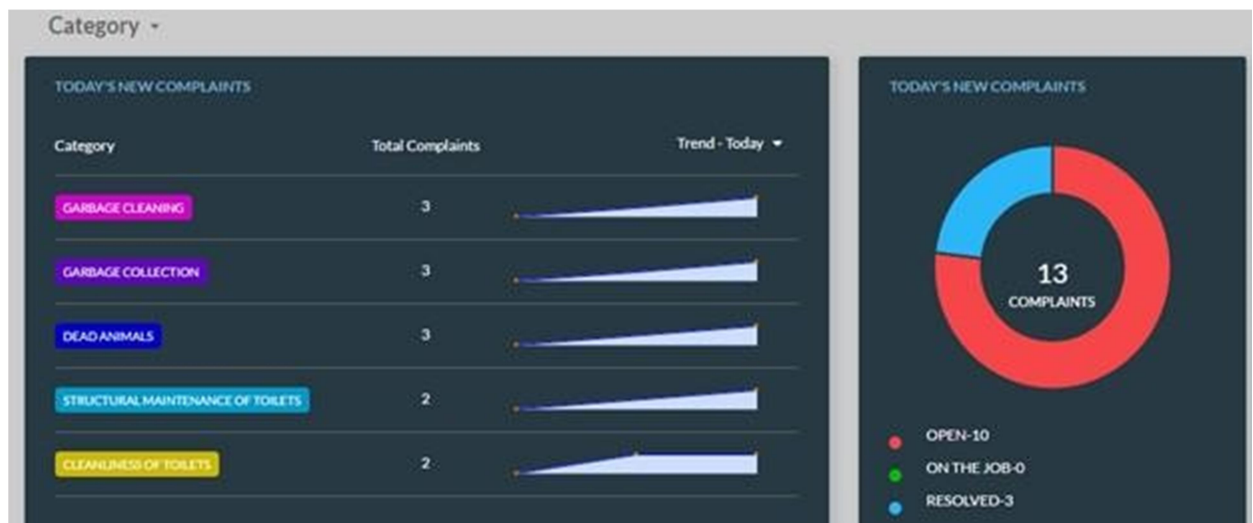 Category
TODAY'S NEW COMPLAINTS
Category Total Complaints Trend - Today
GARBAGE CLEANING 3
GARBAGE COLLECTION 3
DEAD ANIMALS 3
STRUCTURAL MAINTENANCE OF TOILETS 2
CLEANLINESS OF TOILETS 2
TODAY'S NEW COMPLAINTS
13
COMPLAINTS
OPEN-10
ON THE JOB-0
RESOLVED-3